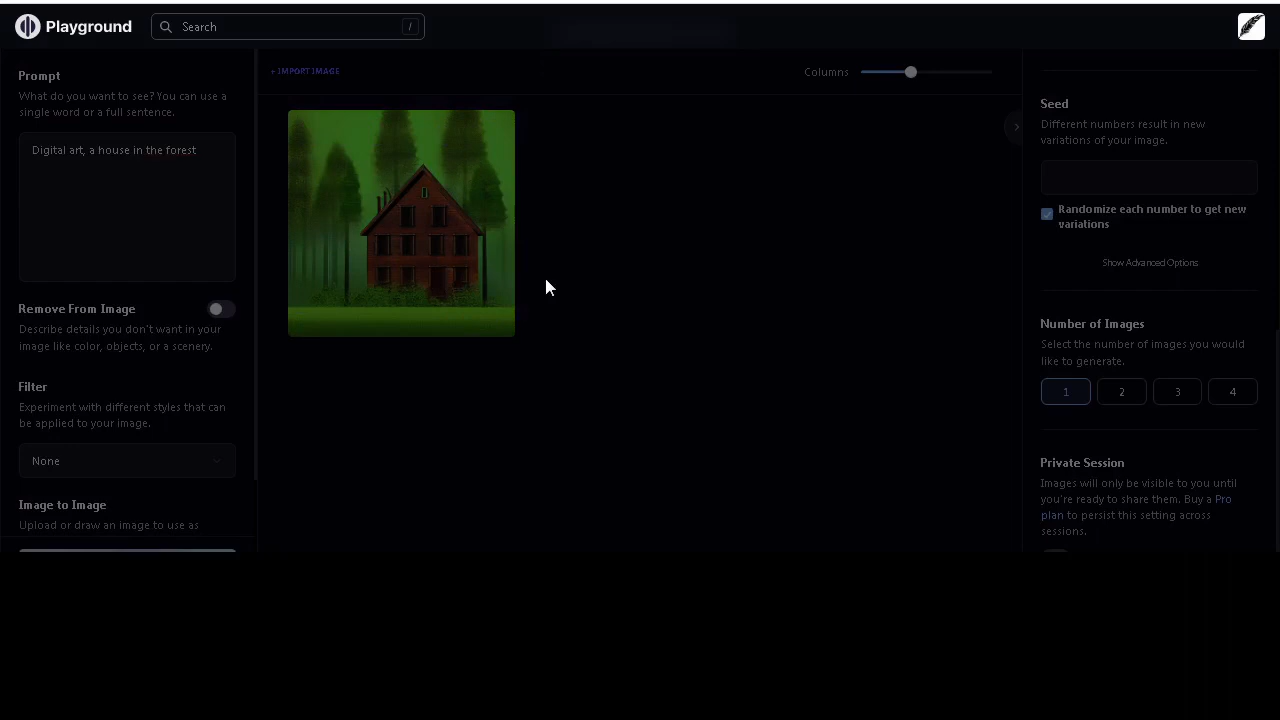 Playground
Search
/
Prompt
What do you want to see? You can use a
single word or a full sentence.
Digital art, a house in the forest
Remove From Image
Describe details you don't want in your
image like color, objects, or a scenery.
Filter
Experiment with different styles that can
be applied to your image.
None
Image to Image
Upload or draw an image to use as
+ IMPORT IMAGE
Columns
Seed
Different numbers result in new
variations of your image.
Randomize each number to get new
variations
Show Advanced Options
Number of Images
Select the number of images you would
like to generate.
1 2 3 4
Private Session
Images will only be visible to you until
you're ready to share them. Buy a Pro
plan to persist this setting across
sessions.